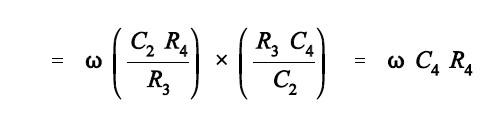 = ω ( C₂ R₄ / R₃ ) × ( R₃ C₄ / C₂ ) = ω C₄ R₄